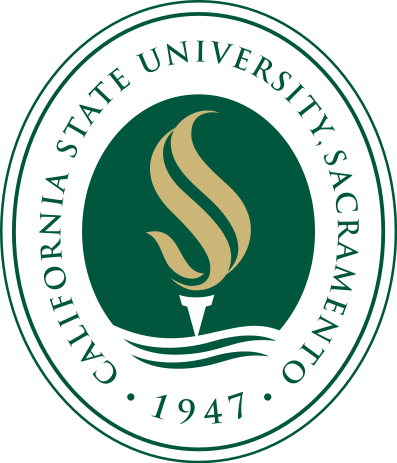 CALIFORNIA STATE UNIVERSITY, SACRAMENTO
• 1947 •